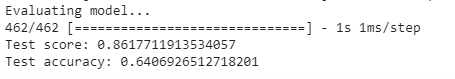 Evaluating model...
462/462 [==============================] - 1s 1ms/step
Test score: 0.8617711913534057
Test accuracy: 0.6406926512718201